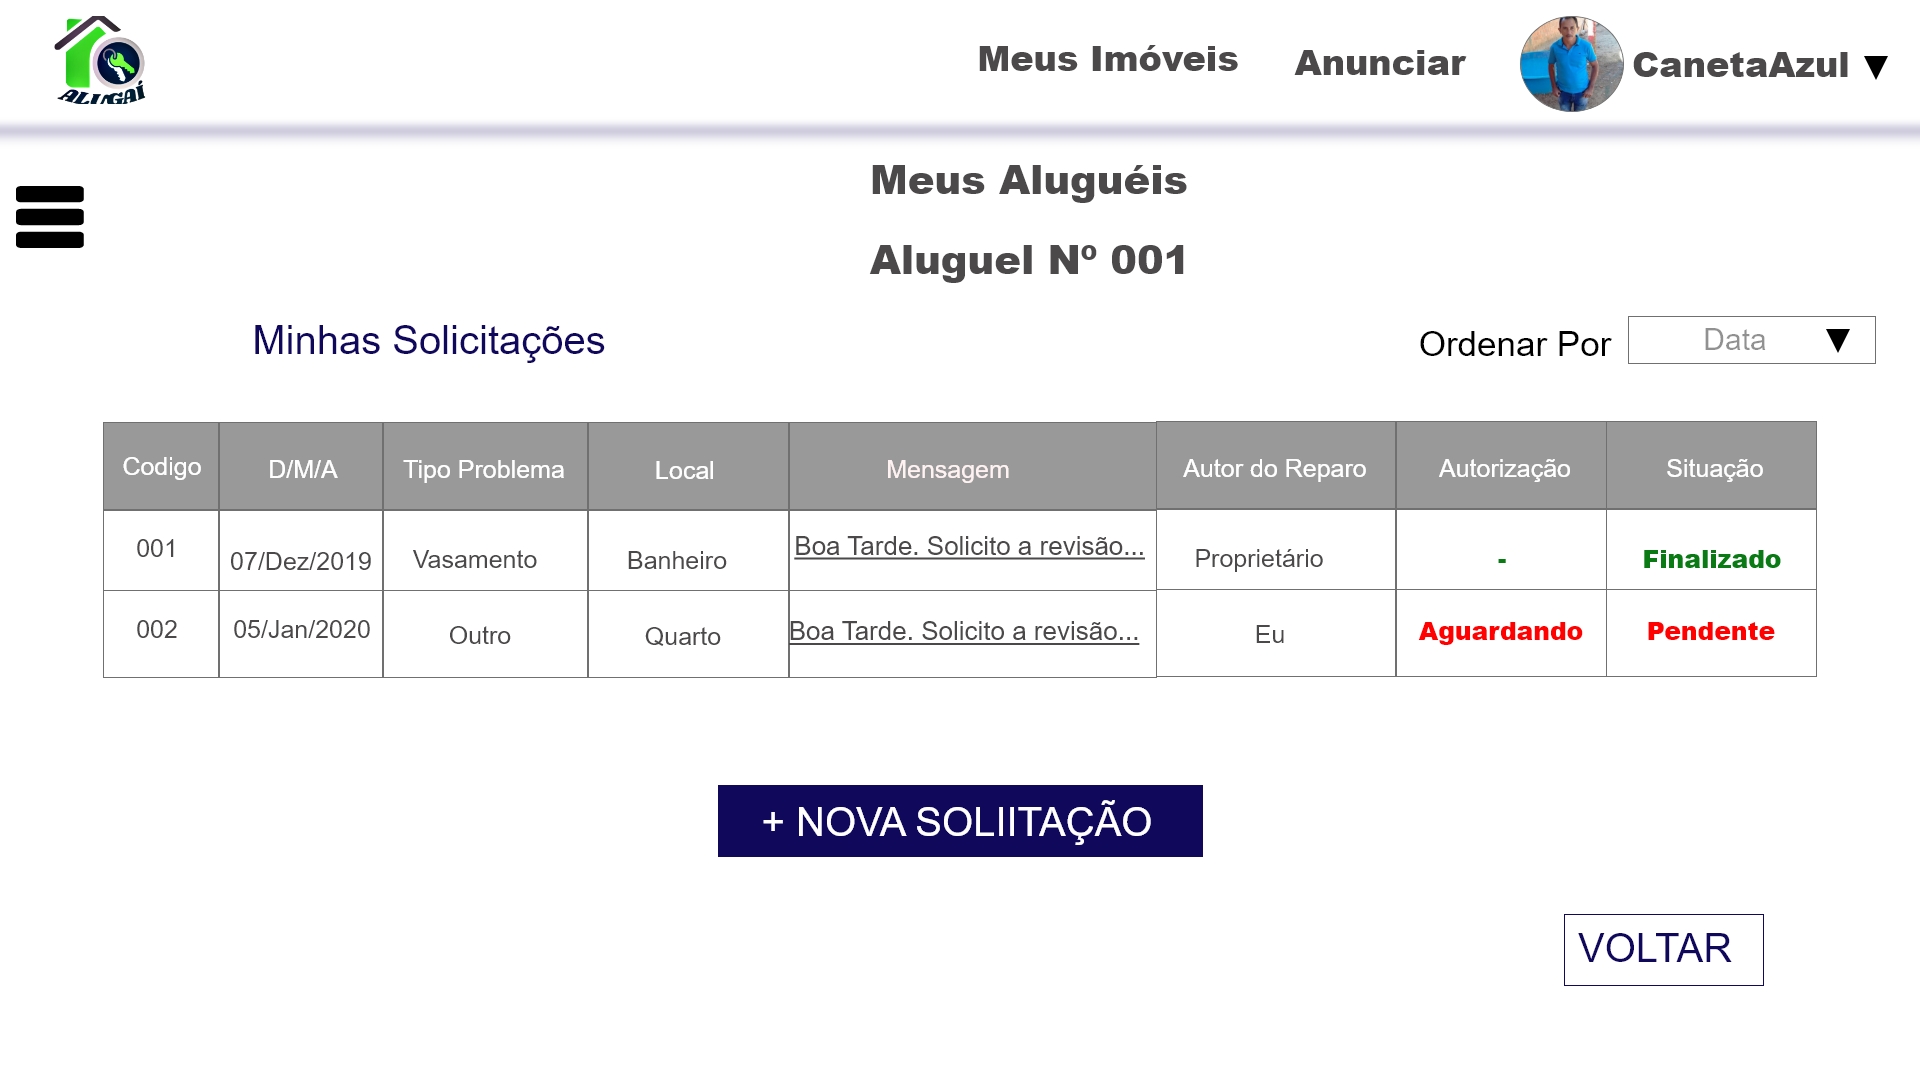 ALUGAÍ
Meus Imóveis Anunciar CanetaAzul ▼
Meus Aluguéis
Aluguel Nº 001
Minhas Solicitações
Ordenar Por Data ▼
Codigo D/M/A Tipo Problema Local Mensagem Autor do Reparo Autorização Situação
001 07/Dez/2019 Vasamento Banheiro Boa Tarde. Solicito a revisão... Proprietário - Finalizado
002 05/Jan/2020 Outro Quarto Boa Tarde. Solicito a revisão... Eu Aguardando Pendente
+ NOVA SOLIITAÇÃO
VOLTAR